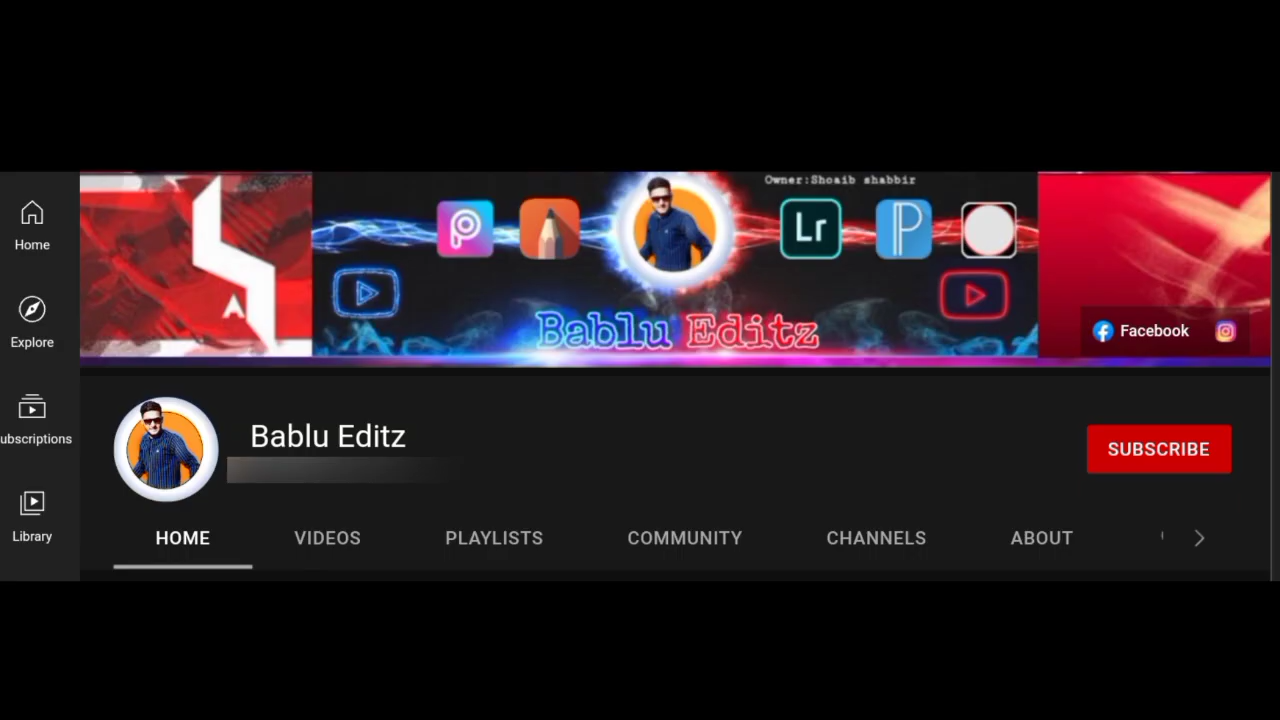 Owner:Shoaib shabbir
Lr
Bablu Editz
Facebook
Home
Explore
ubscriptions
Library
Bablu Editz
SUBSCRIBE
HOME VIDEOS PLAYLISTS COMMUNITY CHANNELS ABOUT